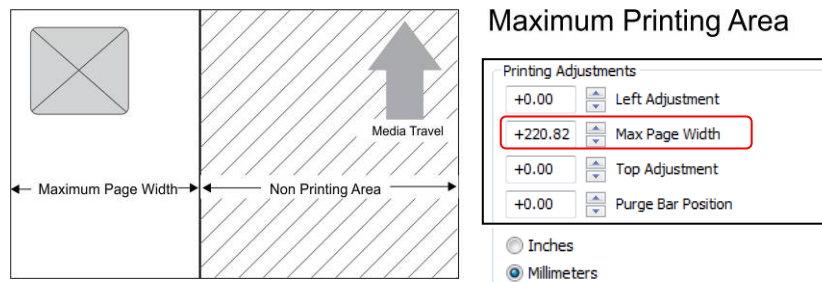 Maximum Printing Area
Media Travel
Maximum Page Width
Non Printing Area
Printing Adjustments
+0.00 Left Adjustment
+220.82 Max Page Width
+0.00 Top Adjustment
+0.00 Purge Bar Position
Inches
Millimeters